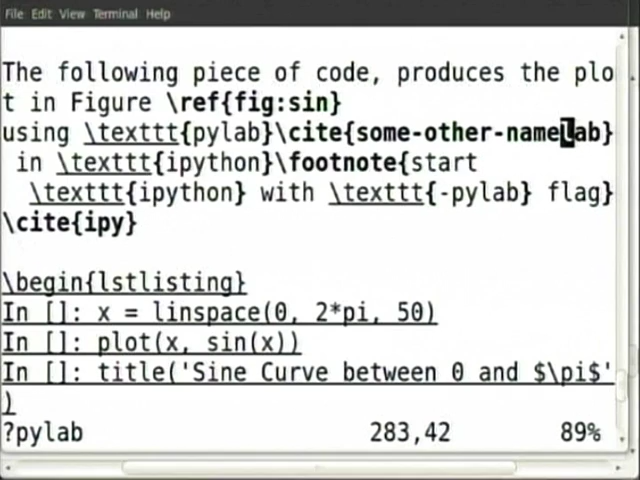 File Edit View Terminal Help
The following piece of code, produces the plo
t in Figure \ref{fig:sin}
using \texttt{pylab}\cite{some-other-namelab}
in \texttt{ipython}\footnote{start
\texttt{ipython} with \texttt{-pylab} flag}
\cite{ipy}
\begin{lstlisting}
In []: x = linspace(0, 2*pi, 50)
In []: plot(x, sin(x))
In []: title('Sine Curve between 0 and $\pi$'
)
?pylab 283,42 89%